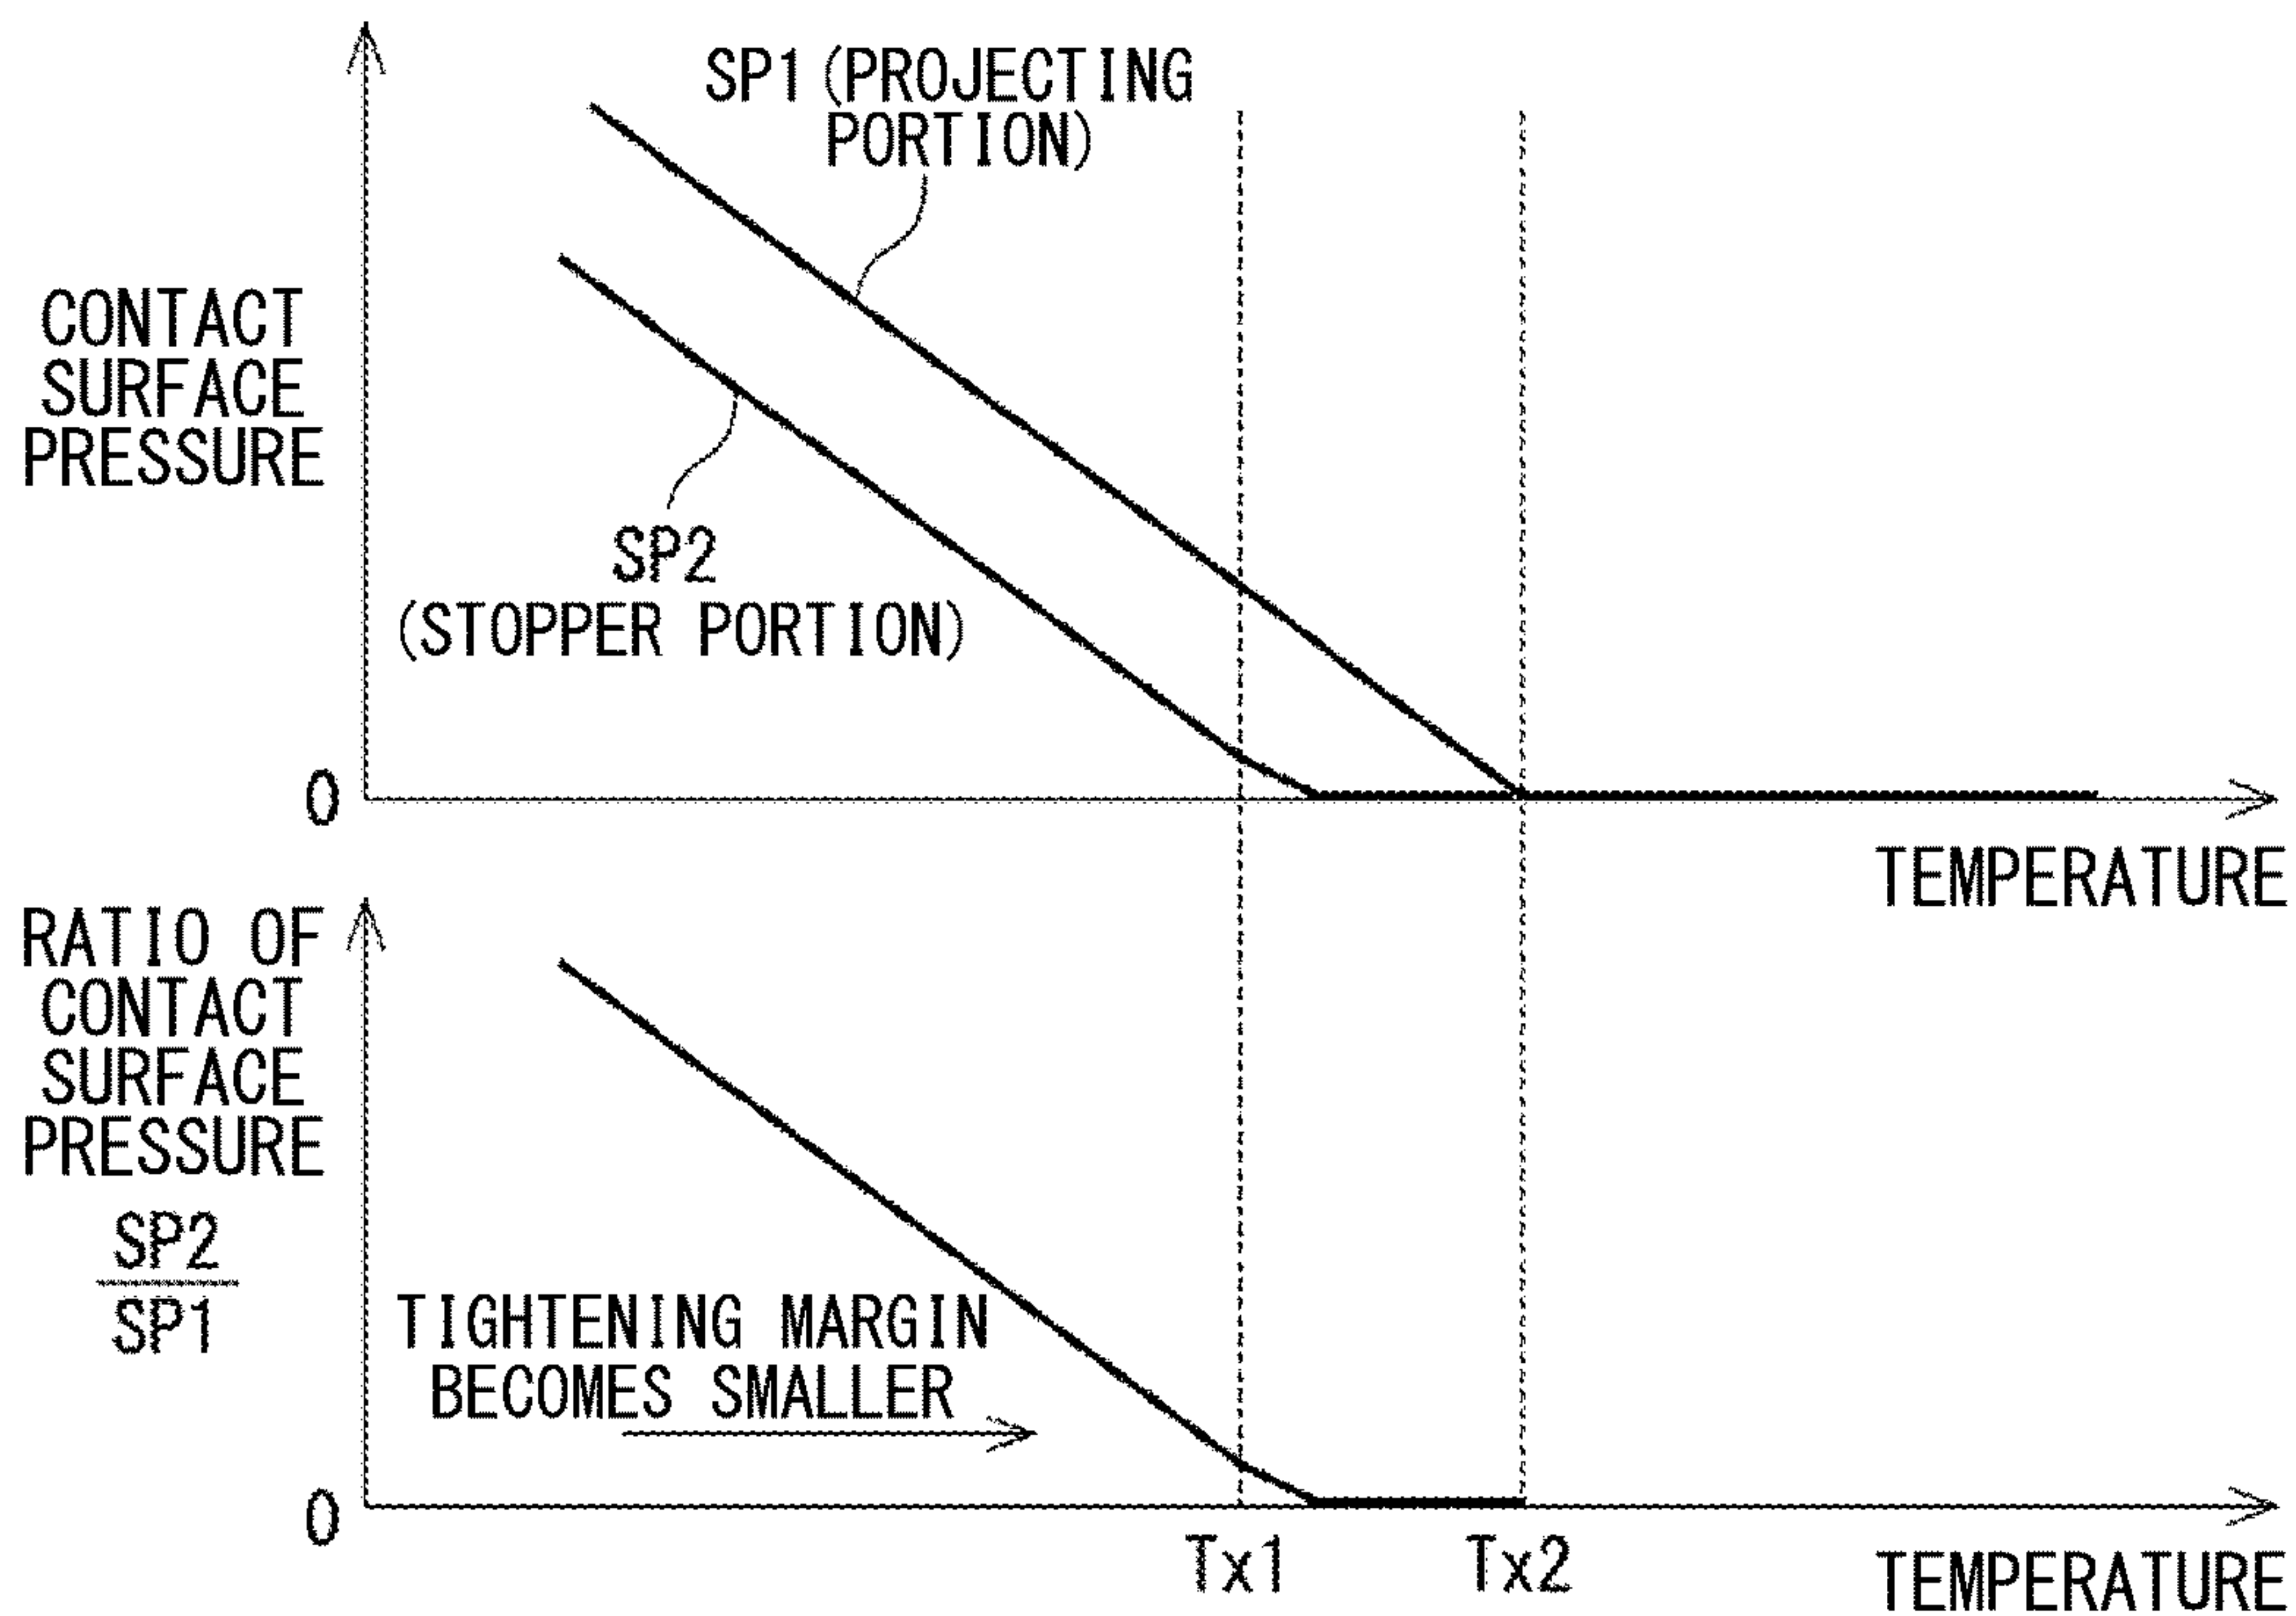 SP1(PROJECTING
PORTION)
CONTACT
SURFACE
PRESSURE
SP2
(STOPPER PORTION)
0
TEMPERATURE
RATIO OF
CONTACT
SURFACE
PRESSURE
SP2
SP1
TIGHTENING MARGIN
BECOMES SMALLER
0
Tx1
Tx2
TEMPERATURE